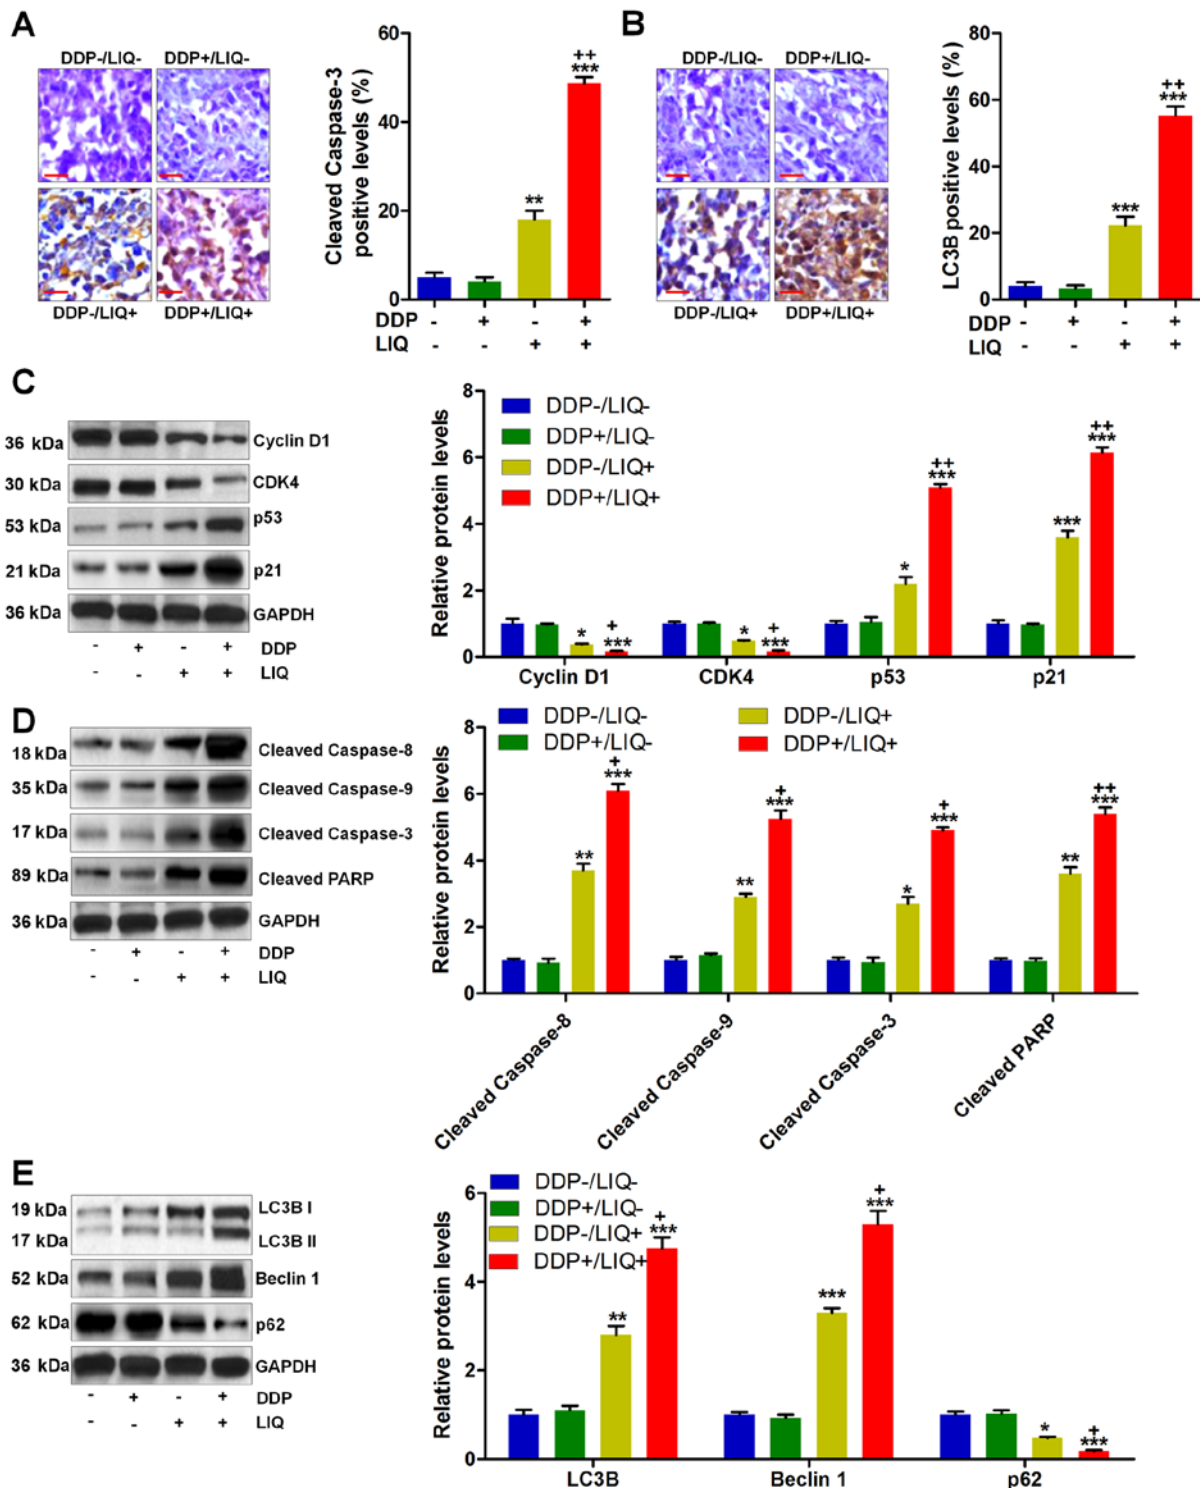 A
DDP-/LIQ- DDP+/LIQ-
DDP-/LIQ+ DDP+/LIQ+
Cleaved Caspase-3
positive levels (%)
60
40
20
0
**
++
***
DDP - + - +
LIQ - - + +
B
DDP-/LIQ- DDP+/LIQ-
DDP-/LIQ+ DDP+/LIQ+
LC3B positive levels (%)
80
60
40
20
0
***
++
***
DDP - + - +
LIQ - - + +
C
36 kDa Cyclin D1
30 kDa CDK4
53 kDa p53
21 kDa p21
36 kDa GAPDH
- + - + DDP
- - + + LIQ
Relative protein levels
8
6
4
2
0
DDP-/LIQ-
DDP+/LIQ-
DDP-/LIQ+
DDP+/LIQ+
* + *** * + *** * ++ *** *** ++ ***
Cyclin D1 CDK4 p53 p21
D
18 kDa Cleaved Caspase-8
35 kDa Cleaved Caspase-9
17 kDa Cleaved Caspase-3
89 kDa Cleaved PARP
36 kDa GAPDH
- + - + DDP
- - + + LIQ
Relative protein levels
8
6
4
2
0
DDP-/LIQ- DDP-/LIQ+
DDP+/LIQ- DDP+/LIQ+
** + *** ** + *** * + *** ** ++ ***
Cleaved Caspase-8 Cleaved Caspase-9 Cleaved Caspase-3 Cleaved PARP
E
19 kDa LC3B I
17 kDa LC3B II
52 kDa Beclin 1
62 kDa p62
36 kDa GAPDH
- + - + DDP
- - + + LIQ
Relative protein levels
6
4
2
0
DDP-/LIQ-
DDP+/LIQ-
DDP-/LIQ+
DDP+/LIQ+
** + *** *** + *** * + ***
LC3B Beclin 1 p62